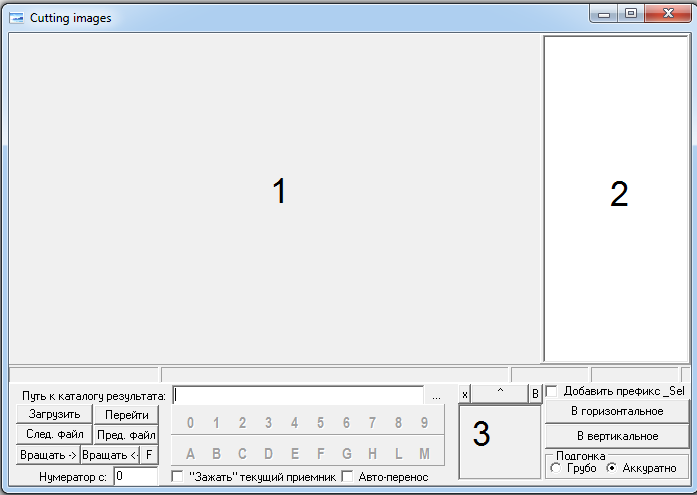 Cutting images
1
2
Путь к каталогу результата:
...
x ^ В
Добавить префикс _Sel
Загрузить Перейти
0 1 2 3 4 5 6 7 8 9
3
В горизонтальное
След. файл Пред. файл
В вертикальное
Вращать -> Вращать <- F
A B C D E F G H L M
Подгонка
Грубо Аккуратно
Нумератор с: 0
"Зажать" текущий приемник Авто-перенос